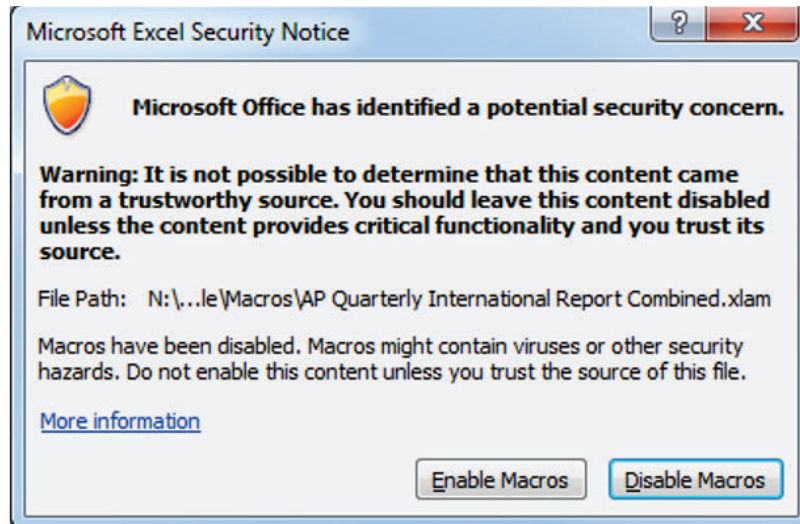 Microsoft Excel Security Notice
Microsoft Office has identified a potential security concern.
Warning: It is not possible to determine that this content came
from a trustworthy source. You should leave this content disabled
unless the content provides critical functionality and you trust its
source.
File Path: N:\...le\Macros\AP Quarterly International Report Combined.xlam
Macros have been disabled. Macros might contain viruses or other security
hazards. Do not enable this content unless you trust the source of this file.
More information
Enable Macros Disable Macros